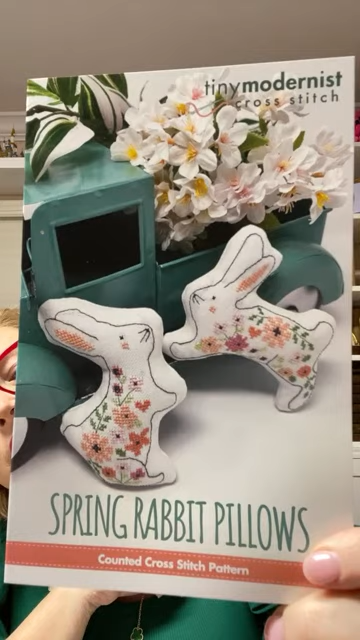 tinymodernist
cross stitch
SPRING RABBIT PILLOWS
Counted Cross Stitch Pattern